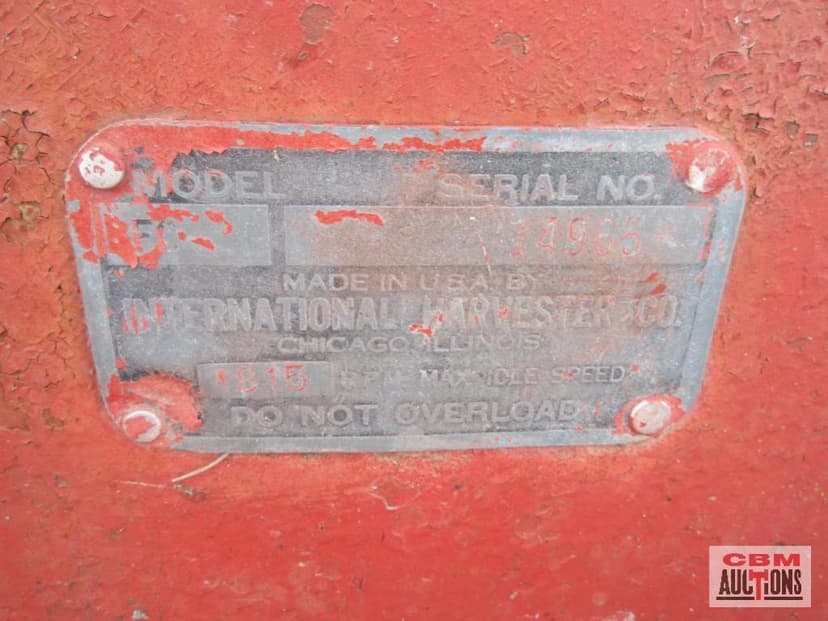 MODEL SERIAL NO.
14965
MADE IN U.S.A. BY
INTERNATIONAL HARVESTER CO.
CHICAGO, ILLINOIS
1815 R.P.M. MAX. IDLE SPEED
DO NOT OVERLOAD
CBM
AUCTIONS